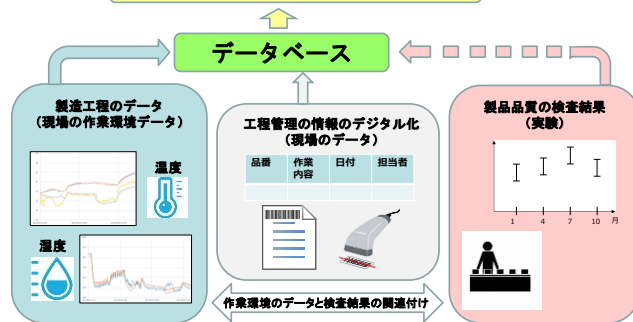 データベース
製造工程のデータ
（現場の作業環境データ）
温度
湿度
工程管理の情報のデジタル化
（現場のデータ）
品番 作業内容 日付 担当者
製品品質の検査結果
（実験）
1 4 7 10 月
作業環境のデータと検査結果の関連付け